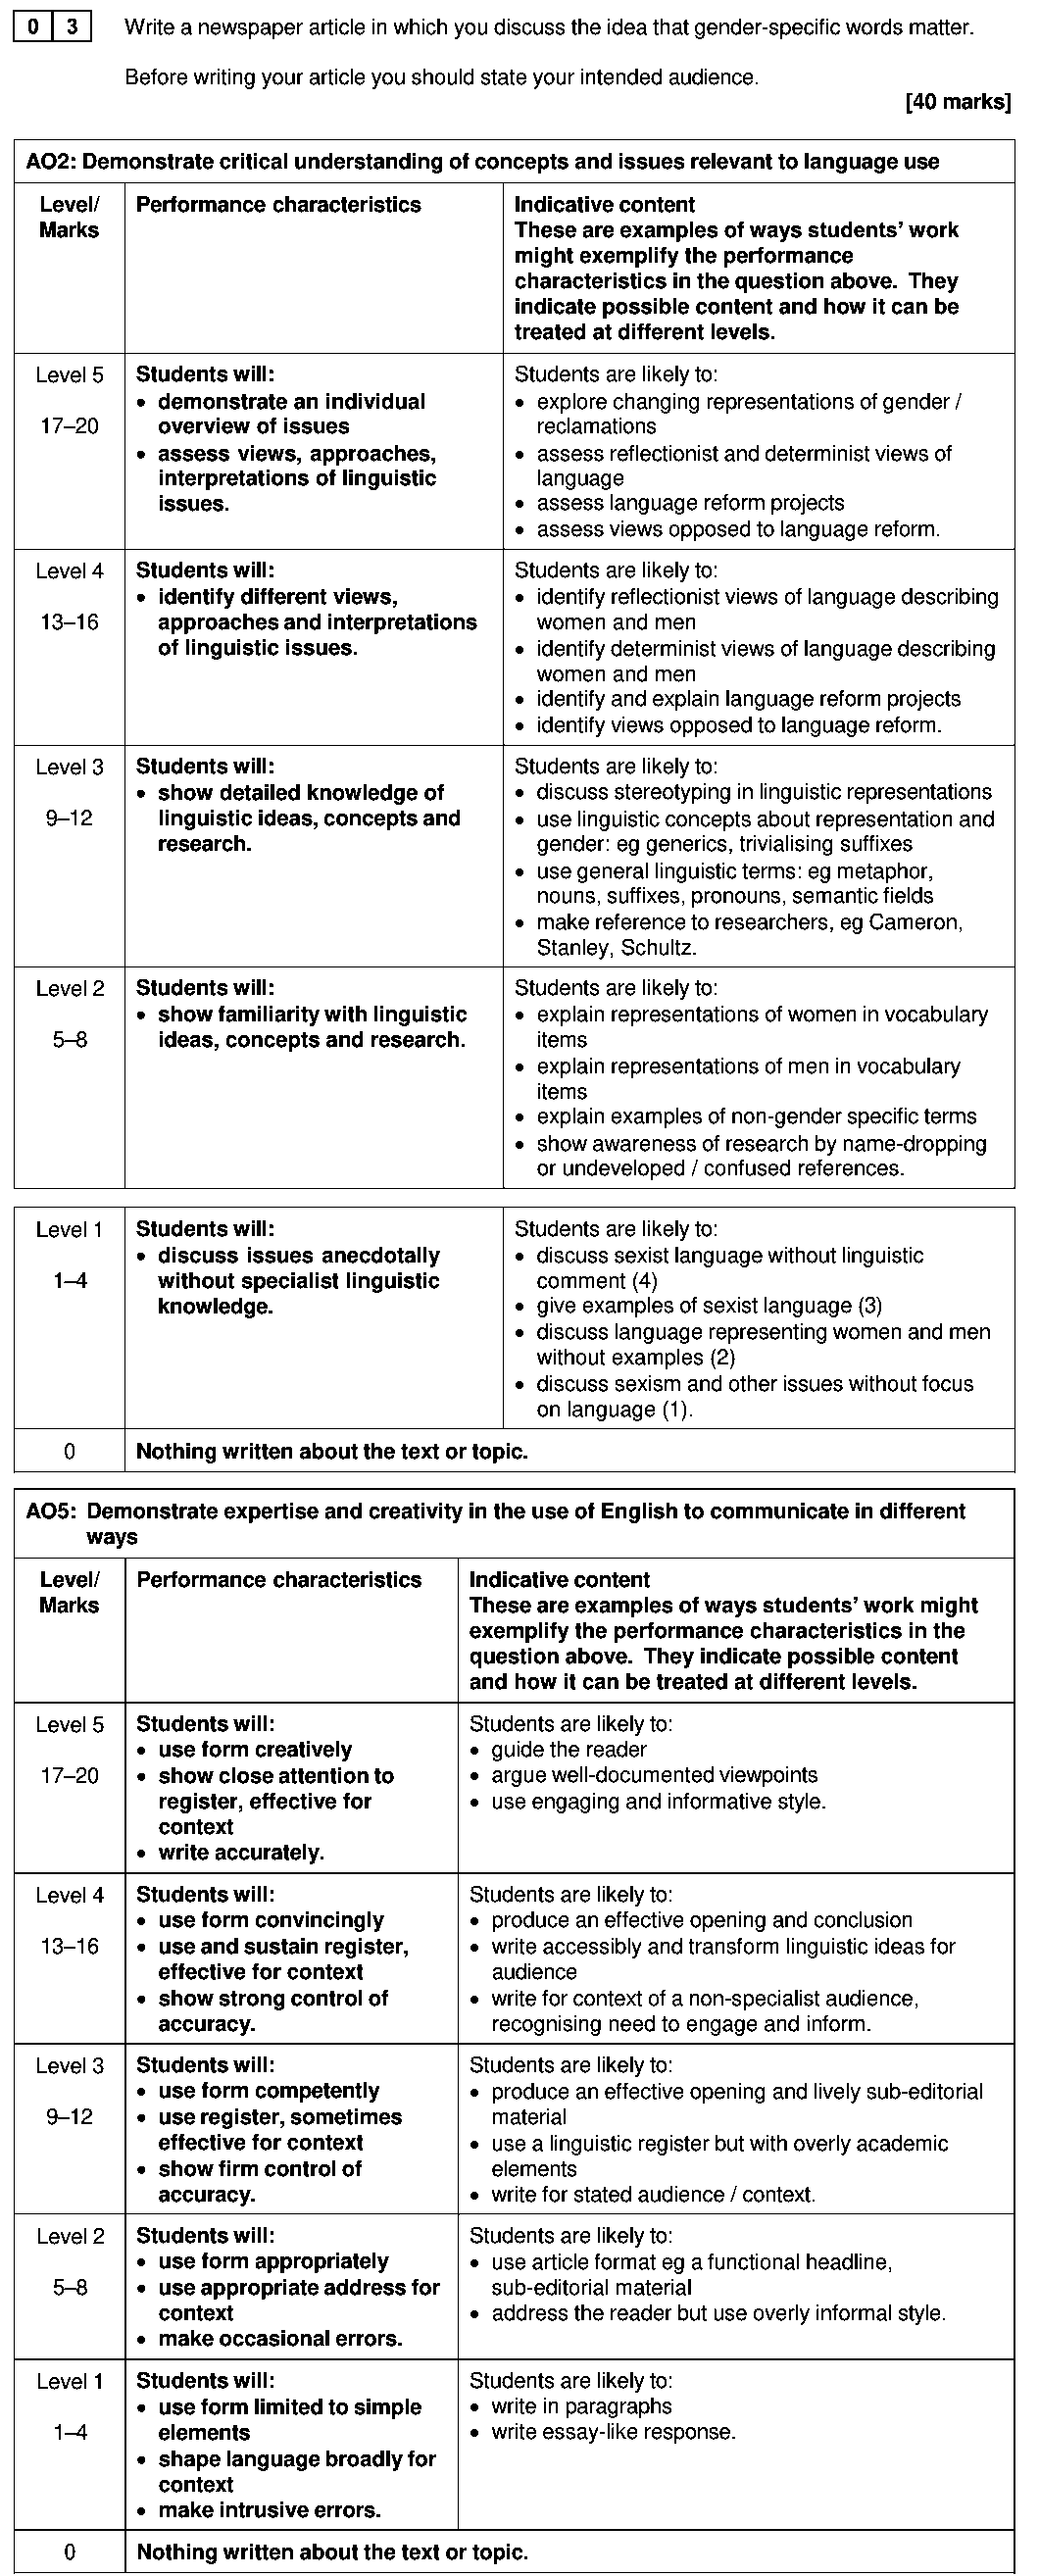 0 3 Write a newspaper article in which you discuss the idea that gender-specific words matter.
Before writing your article you should state your intended audience.
[40 marks]
AO2: Demonstrate critical understanding of concepts and issues relevant to language use
Level/
Marks
Performance characteristics
Indicative content
These are examples of ways students' work
might exemplify the performance
characteristics in the question above. They
indicate possible content and how it can be
treated at different levels.
Level 5
17–20
Students will:
• demonstrate an individual
overview of issues
• assess views, approaches,
interpretations of linguistic
issues.
Students are likely to:
• explore changing representations of gender /
reclamations
• assess reflectionist and determinist views of
language
• assess language reform projects
• assess views opposed to language reform.
Level 4
13–16
Students will:
• identify different views,
approaches and interpretations
of linguistic issues.
Students are likely to:
• identify reflectionist views of language describing
women and men
• identify determinist views of language describing
women and men
• identify and explain language reform projects
• identify views opposed to language reform.
Level 3
9–12
Students will:
• show detailed knowledge of
linguistic ideas, concepts and
research.
Students are likely to:
• discuss stereotyping in linguistic representations
• use linguistic concepts about representation and
gender: eg generics, trivialising suffixes
• use general linguistic terms: eg metaphor,
nouns, suffixes, pronouns, semantic fields
• make reference to researchers, eg Cameron,
Stanley, Schultz.
Level 2
5–8
Students will:
• show familiarity with linguistic
ideas, concepts and research.
Students are likely to:
• explain representations of women in vocabulary
items
• explain representations of men in vocabulary
items
• explain examples of non-gender specific terms
• show awareness of research by name-dropping
or undeveloped / confused references.
Level 1
1–4
Students will:
• discuss issues anecdotally
without specialist linguistic
knowledge.
Students are likely to:
• discuss sexist language without linguistic
comment (4)
• give examples of sexist language (3)
• discuss language representing women and men
without examples (2)
• discuss sexism and other issues without focus
on language (1).
0
Nothing written about the text or topic.
AO5: Demonstrate expertise and creativity in the use of English to communicate in different
ways
Level/
Marks
Performance characteristics
Indicative content
These are examples of ways students' work might
exemplify the performance characteristics in the
question above. They indicate possible content
and how it can be treated at different levels.
Level 5
17–20
Students will:
• use form creatively
• show close attention to
register, effective for
context
• write accurately.
Students are likely to:
• guide the reader
• argue well-documented viewpoints
• use engaging and informative style.
Level 4
13–16
Students will:
• use form convincingly
• use and sustain register,
effective for context
• show strong control of
accuracy.
Students are likely to:
• produce an effective opening and conclusion
• write accessibly and transform linguistic ideas for
audience
• write for context of a non-specialist audience,
recognising need to engage and inform.
Level 3
9–12
Students will:
• use form competently
• use register, sometimes
effective for context
• show firm control of
accuracy.
Students are likely to:
• produce an effective opening and lively sub-editorial
material
• use a linguistic register but with overly academic
elements
• write for stated audience / context.
Level 2
5–8
Students will:
• use form appropriately
• use appropriate address for
context
• make occasional errors.
Students are likely to:
• use article format eg a functional headline,
sub-editorial material
• address the reader but use overly informal style.
Level 1
1–4
Students will:
• use form limited to simple
elements
• shape language broadly for
context
• make intrusive errors.
Students are likely to:
• write in paragraphs
• write essay-like response.
0
Nothing written about the text or topic.